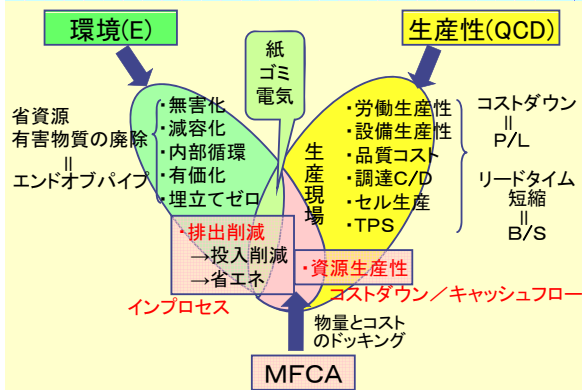 環境(E)
生産性(QCD)
紙
ゴミ
電気
省資源
有害物質の廃除
＝
エンドオブパイプ
・無害化
・減容化
・内部循環
・有価化
・埋立てゼロ
・排出削減
→投入削減
→省エネ
インプロセス
生産現場
・労働生産性
・設備生産性
・品質コスト
・調達C/D
・セル生産
・TPS
・資源生産性
コストダウン／キャッシュフロー
コストダウン
＝
P/L
リードタイム
短縮
＝
B/S
物量とコスト
のドッキング
MFCA